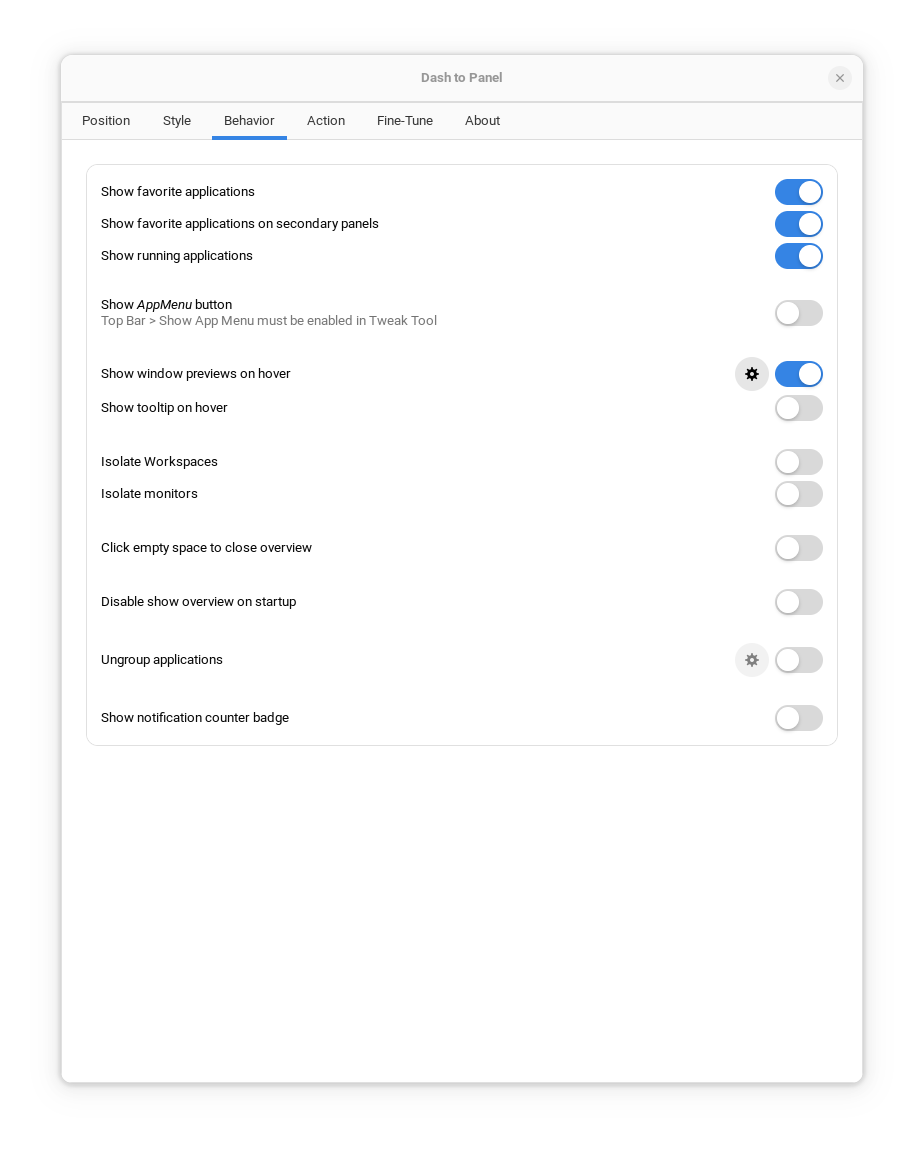 Dash to Panel
Position Style Behavior Action Fine-Tune About
Show favorite applications
Show favorite applications on secondary panels
Show running applications
Show AppMenu button
Top Bar > Show App Menu must be enabled in Tweak Tool
Show window previews on hover
Show tooltip on hover
Isolate Workspaces
Isolate monitors
Click empty space to close overview
Disable show overview on startup
Ungroup applications
Show notification counter badge